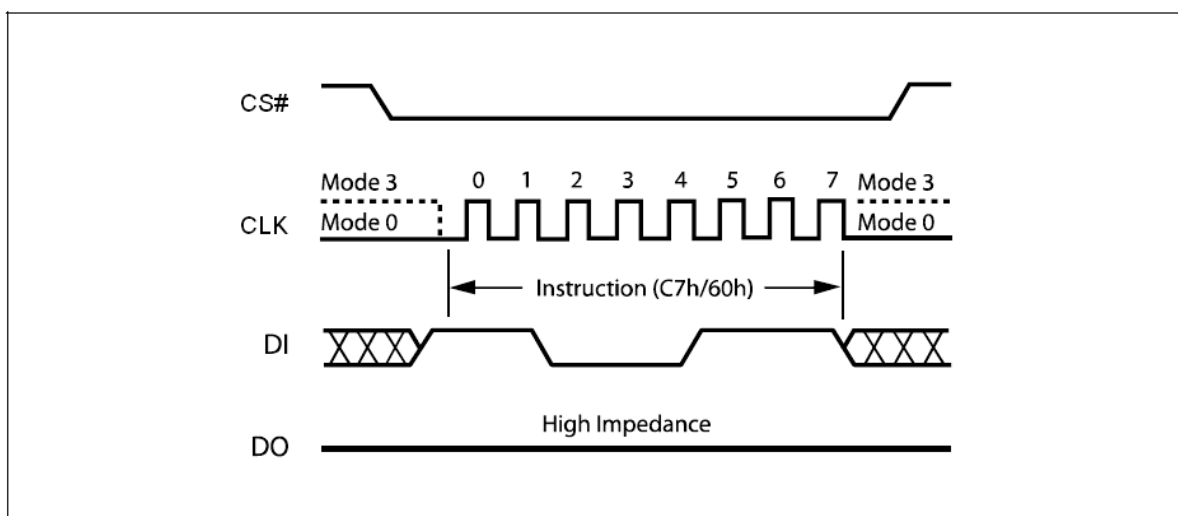 CS#
Mode 3 0 1 2 3 4 5 6 7 Mode 3
CLK Mode 0 Mode 0
Instruction (C7h/60h)
DI
High Impedance
DO